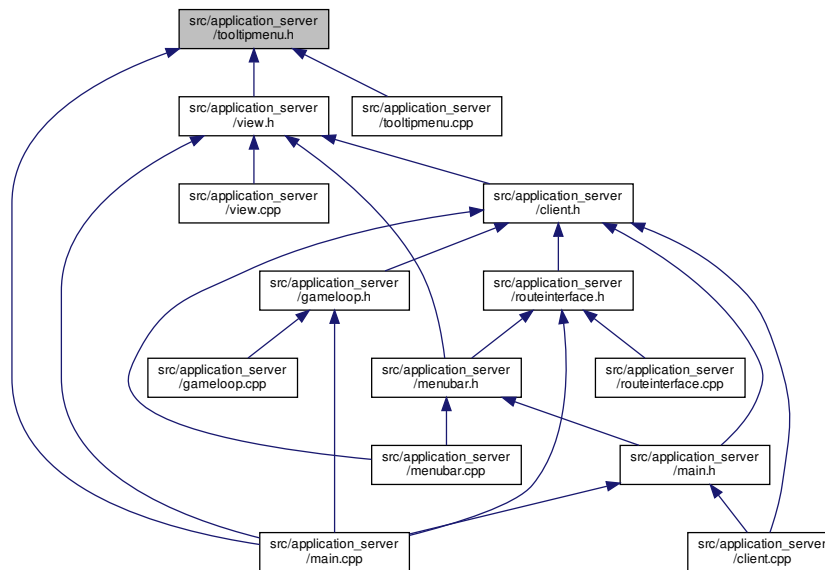 src/application_server
/tooltipmenu.h
src/application_server
/view.h
src/application_server
/tooltipmenu.cpp
src/application_server
/view.cpp
src/application_server
/client.h
src/application_server
/gameloop.h
src/application_server
/routeinterface.h
src/application_server
/gameloop.cpp
src/application_server
/menubar.h
src/application_server
/routeinterface.cpp
src/application_server
/menubar.cpp
src/application_server
/main.h
src/application_server
/main.cpp
src/application_server
/client.cpp